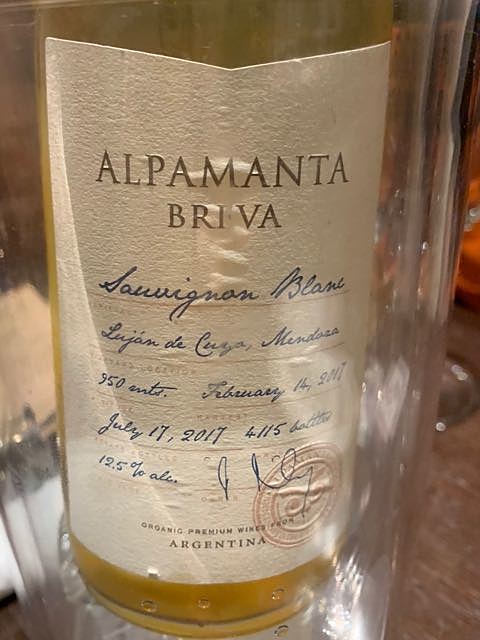 ALPAMANTA
BREVA
Sauvignon Blanc
Luján de Cuyo, Mendoza
950 mts. February 14, 2017
July 17, 2017 4115 bottles
12.5% alc.
ORGANIC PREMIUM WINES FROM
ARGENTINA